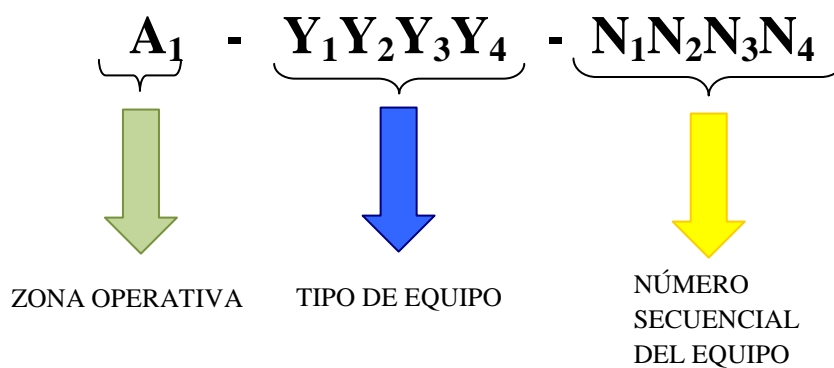 A₁ - Y₁Y₂Y₃Y₄ - N₁N₂N₃N₄
ZONA OPERATIVA
TIPO DE EQUIPO
NÚMERO
SECUENCIAL
DEL EQUIPO